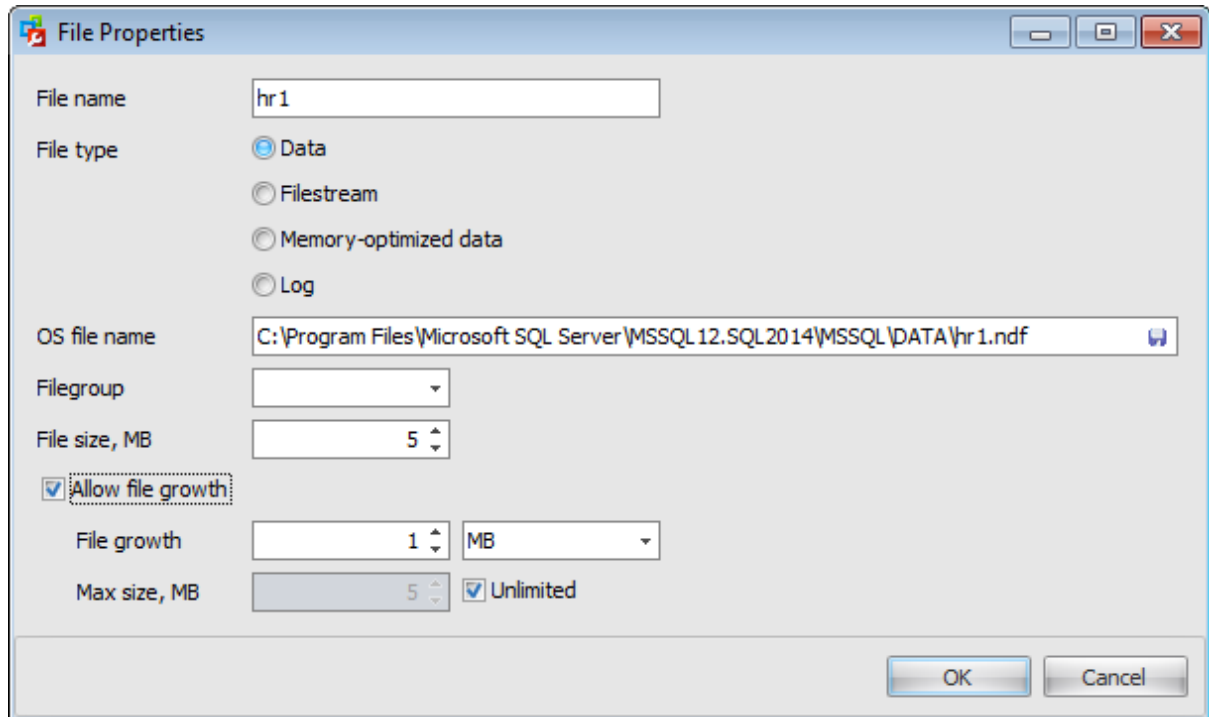 File Properties
File name hr1
File type Data
Filestream
Memory-optimized data
Log
OS file name C:\Program Files\Microsoft SQL Server\MSSQL12.SQL2014\MSSQL\DATA\hr1.ndf
Filegroup
File size, MB 5
Allow file growth
File growth 1 MB
Max size, MB 5 Unlimited
OK Cancel